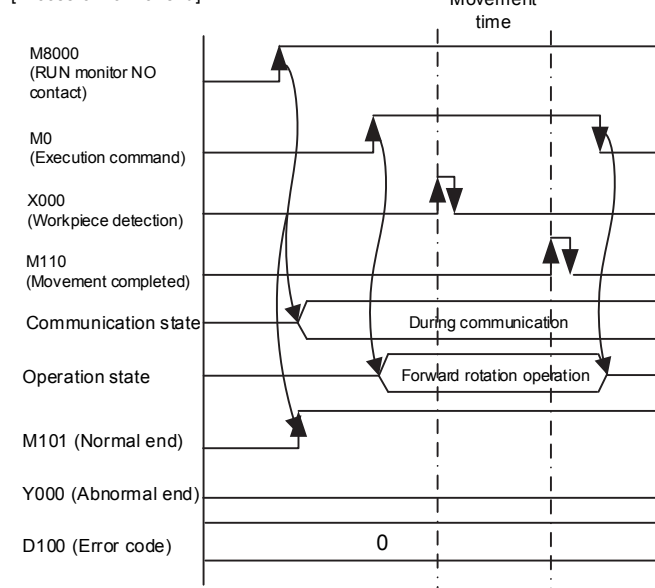 Movement
time
M8000
(RUN monitor NO
contact)
M0
(Execution command)
X000
(Workpiece detection)
M110
(Movement completed)
Communication state
During communication
Operation state
Forward rotation operation
M101 (Normal end)
Y000 (Abnormal end)
D100 (Error code)
0